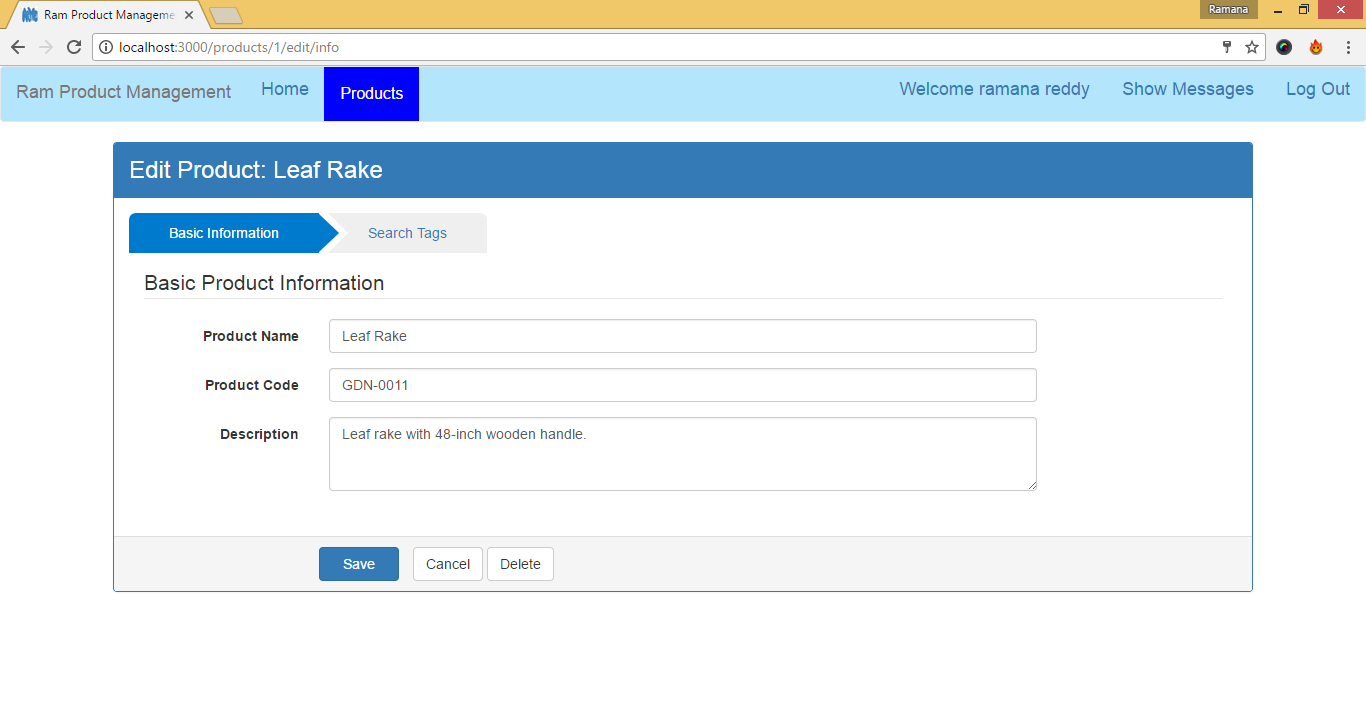 Ram Product Manageme
Ramana
localhost:3000/products/1/edit/info
Ram Product Management Home Products Welcome ramana reddy Show Messages Log Out
Edit Product: Leaf Rake
Basic Information Search Tags
Basic Product Information
Product Name Leaf Rake
Product Code GDN-0011
Description Leaf rake with 48-inch wooden handle.
Save Cancel Delete